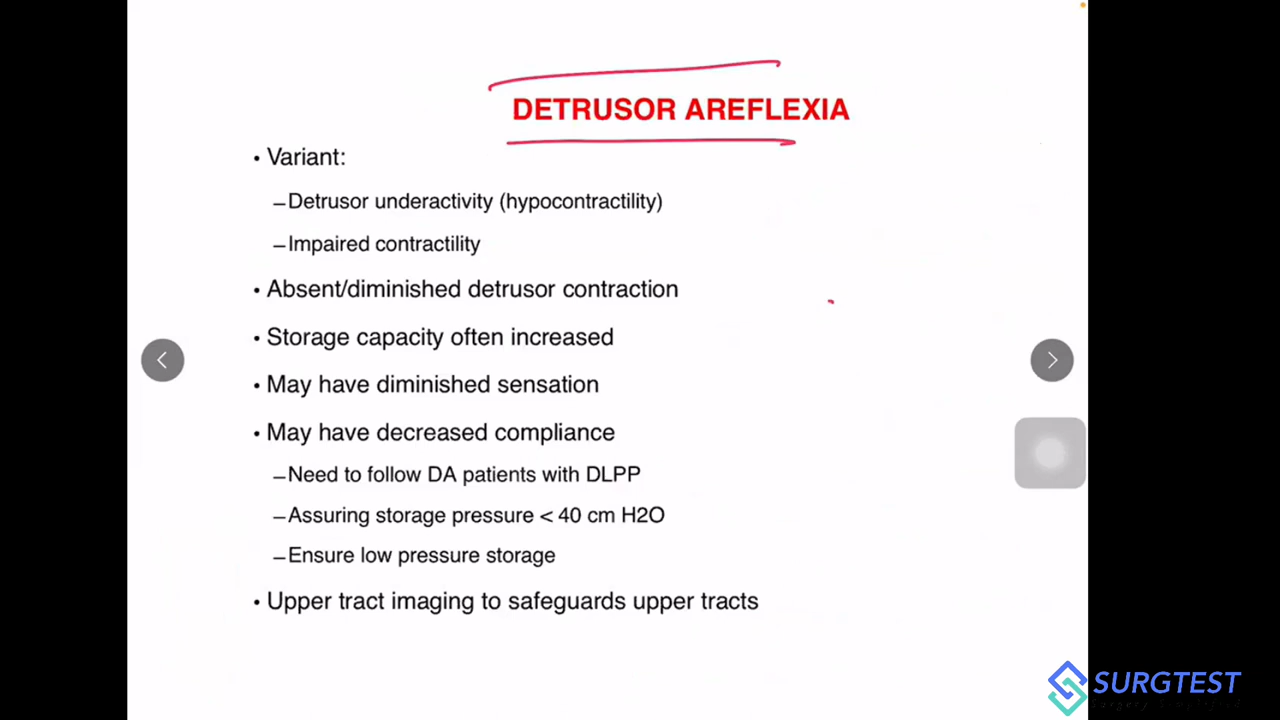 DETRUSOR AREFLEXIA
• Variant:
–Detrusor underactivity (hypocontractility)
–Impaired contractility
• Absent/diminished detrusor contraction
• Storage capacity often increased
• May have diminished sensation
• May have decreased compliance
–Need to follow DA patients with DLPP
–Assuring storage pressure < 40 cm H2O
–Ensure low pressure storage
• Upper tract imaging to safeguards upper tracts
SURGTEST
Surgery Simplified